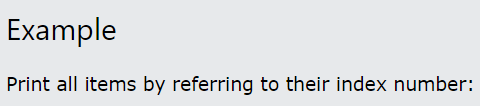 Example
Print all items by referring to their index number: